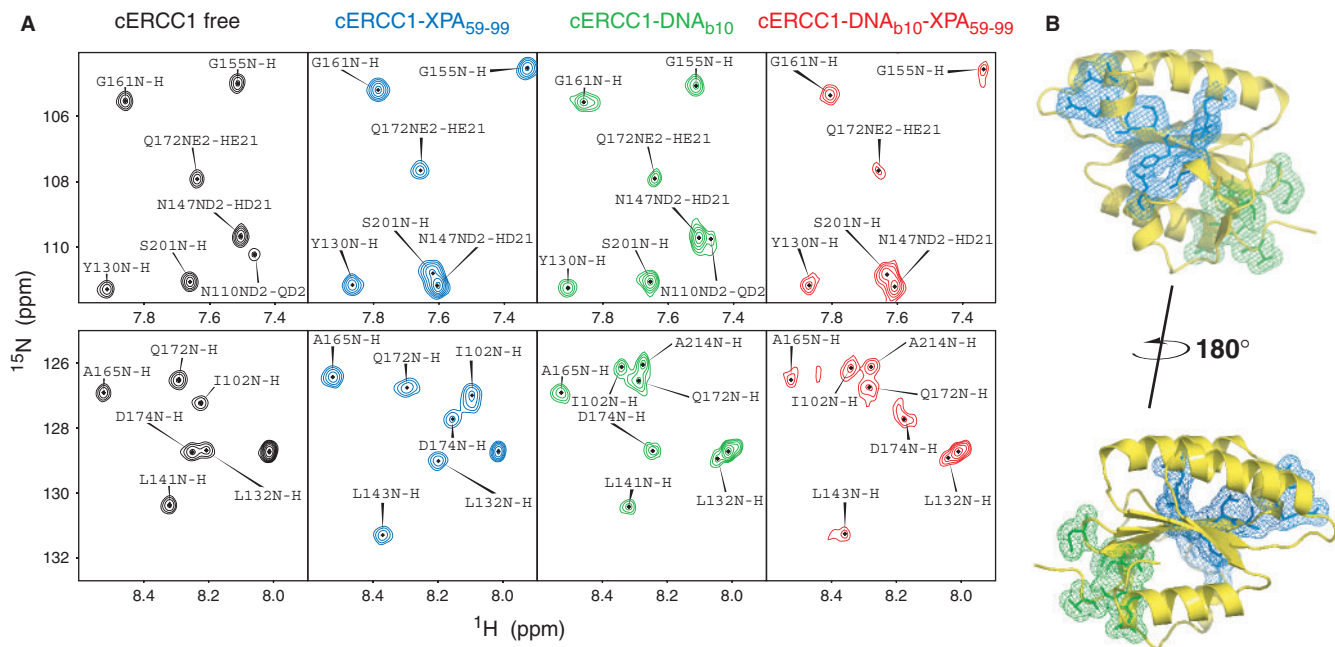 A
cERCC1 free
cERCC1-XPA59-99
cERCC1-DNAb10
cERCC1-DNAb10-XPA59-99
B
G161N-H
G155N-H
Q172NE2-HE21
N147ND2-HD21
S201N-H
Y130N-H
N110ND2-QD2
G161N-H
G155N-H
Q172NE2-HE21
S201N-H
N147ND2-HD21
Y130N-H
G155N-H
G161N-H
Q172NE2-HE21
N147ND2-HD21
S201N-H
Y130N-H
N110ND2-QD2
G161N-H
G155N-H
Q172NE2-HE21
S201N-H
N147ND2-HD21
Y130N-H
106
108
110
7.8 7.6 7.4
7.8 7.6 7.4
7.8 7.6 7.4
7.8 7.6 7.4
15N (ppm)
Q172N-H
A165N-H
I102N-H
D174N-H
L141N-H
L132N-H
A165N-H
Q172N-H
I102N-H
D174N-H
L143N-H
L132N-H
A214N-H
A165N-H
I102N-H
Q172N-H
D174N-H
L141N-H
L132N-H
A165N-H
A214N-H
I102N-H
Q172N-H
D174N-H
L143N-H
L132N-H
126
128
130
132
8.4 8.2 8.0
8.4 8.2 8.0
8.4 8.2 8.0
8.4 8.2 8.0
1H (ppm)
180°